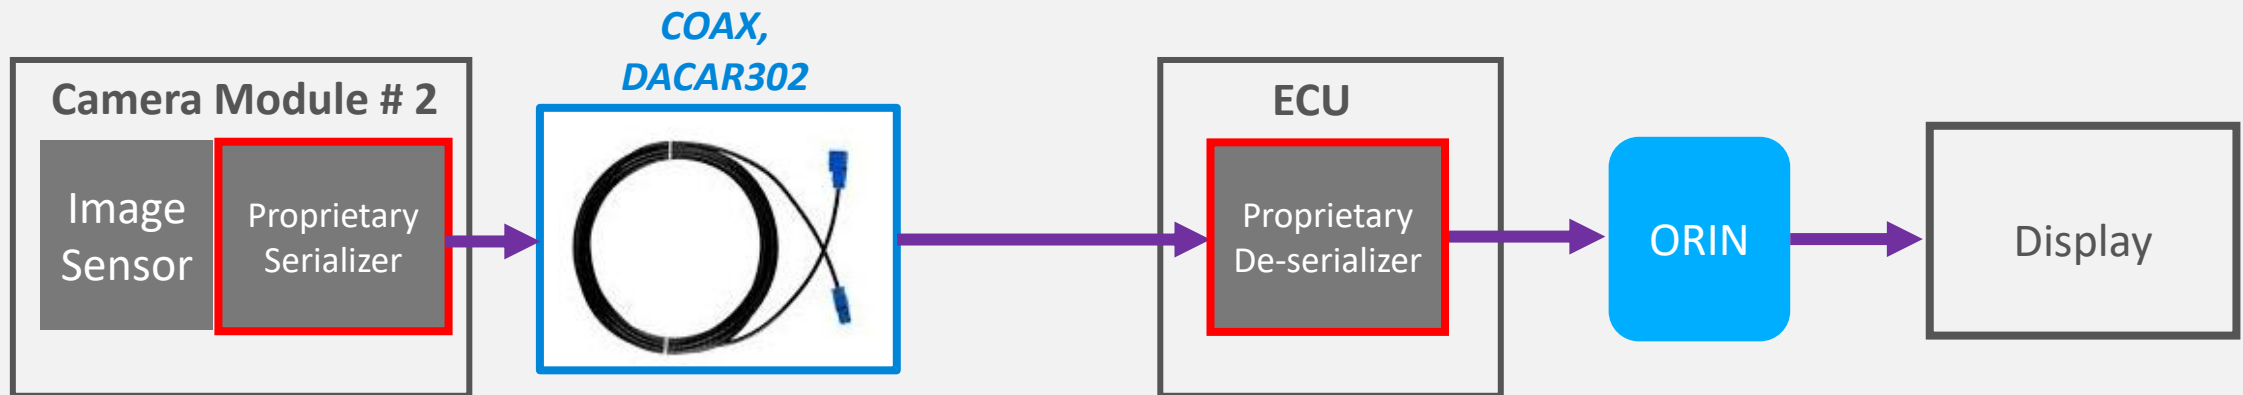 COAX,
DACAR302
Camera Module # 2
Image
Sensor
Proprietary
Serializer
ECU
Proprietary
De-serializer
ORIN
Display